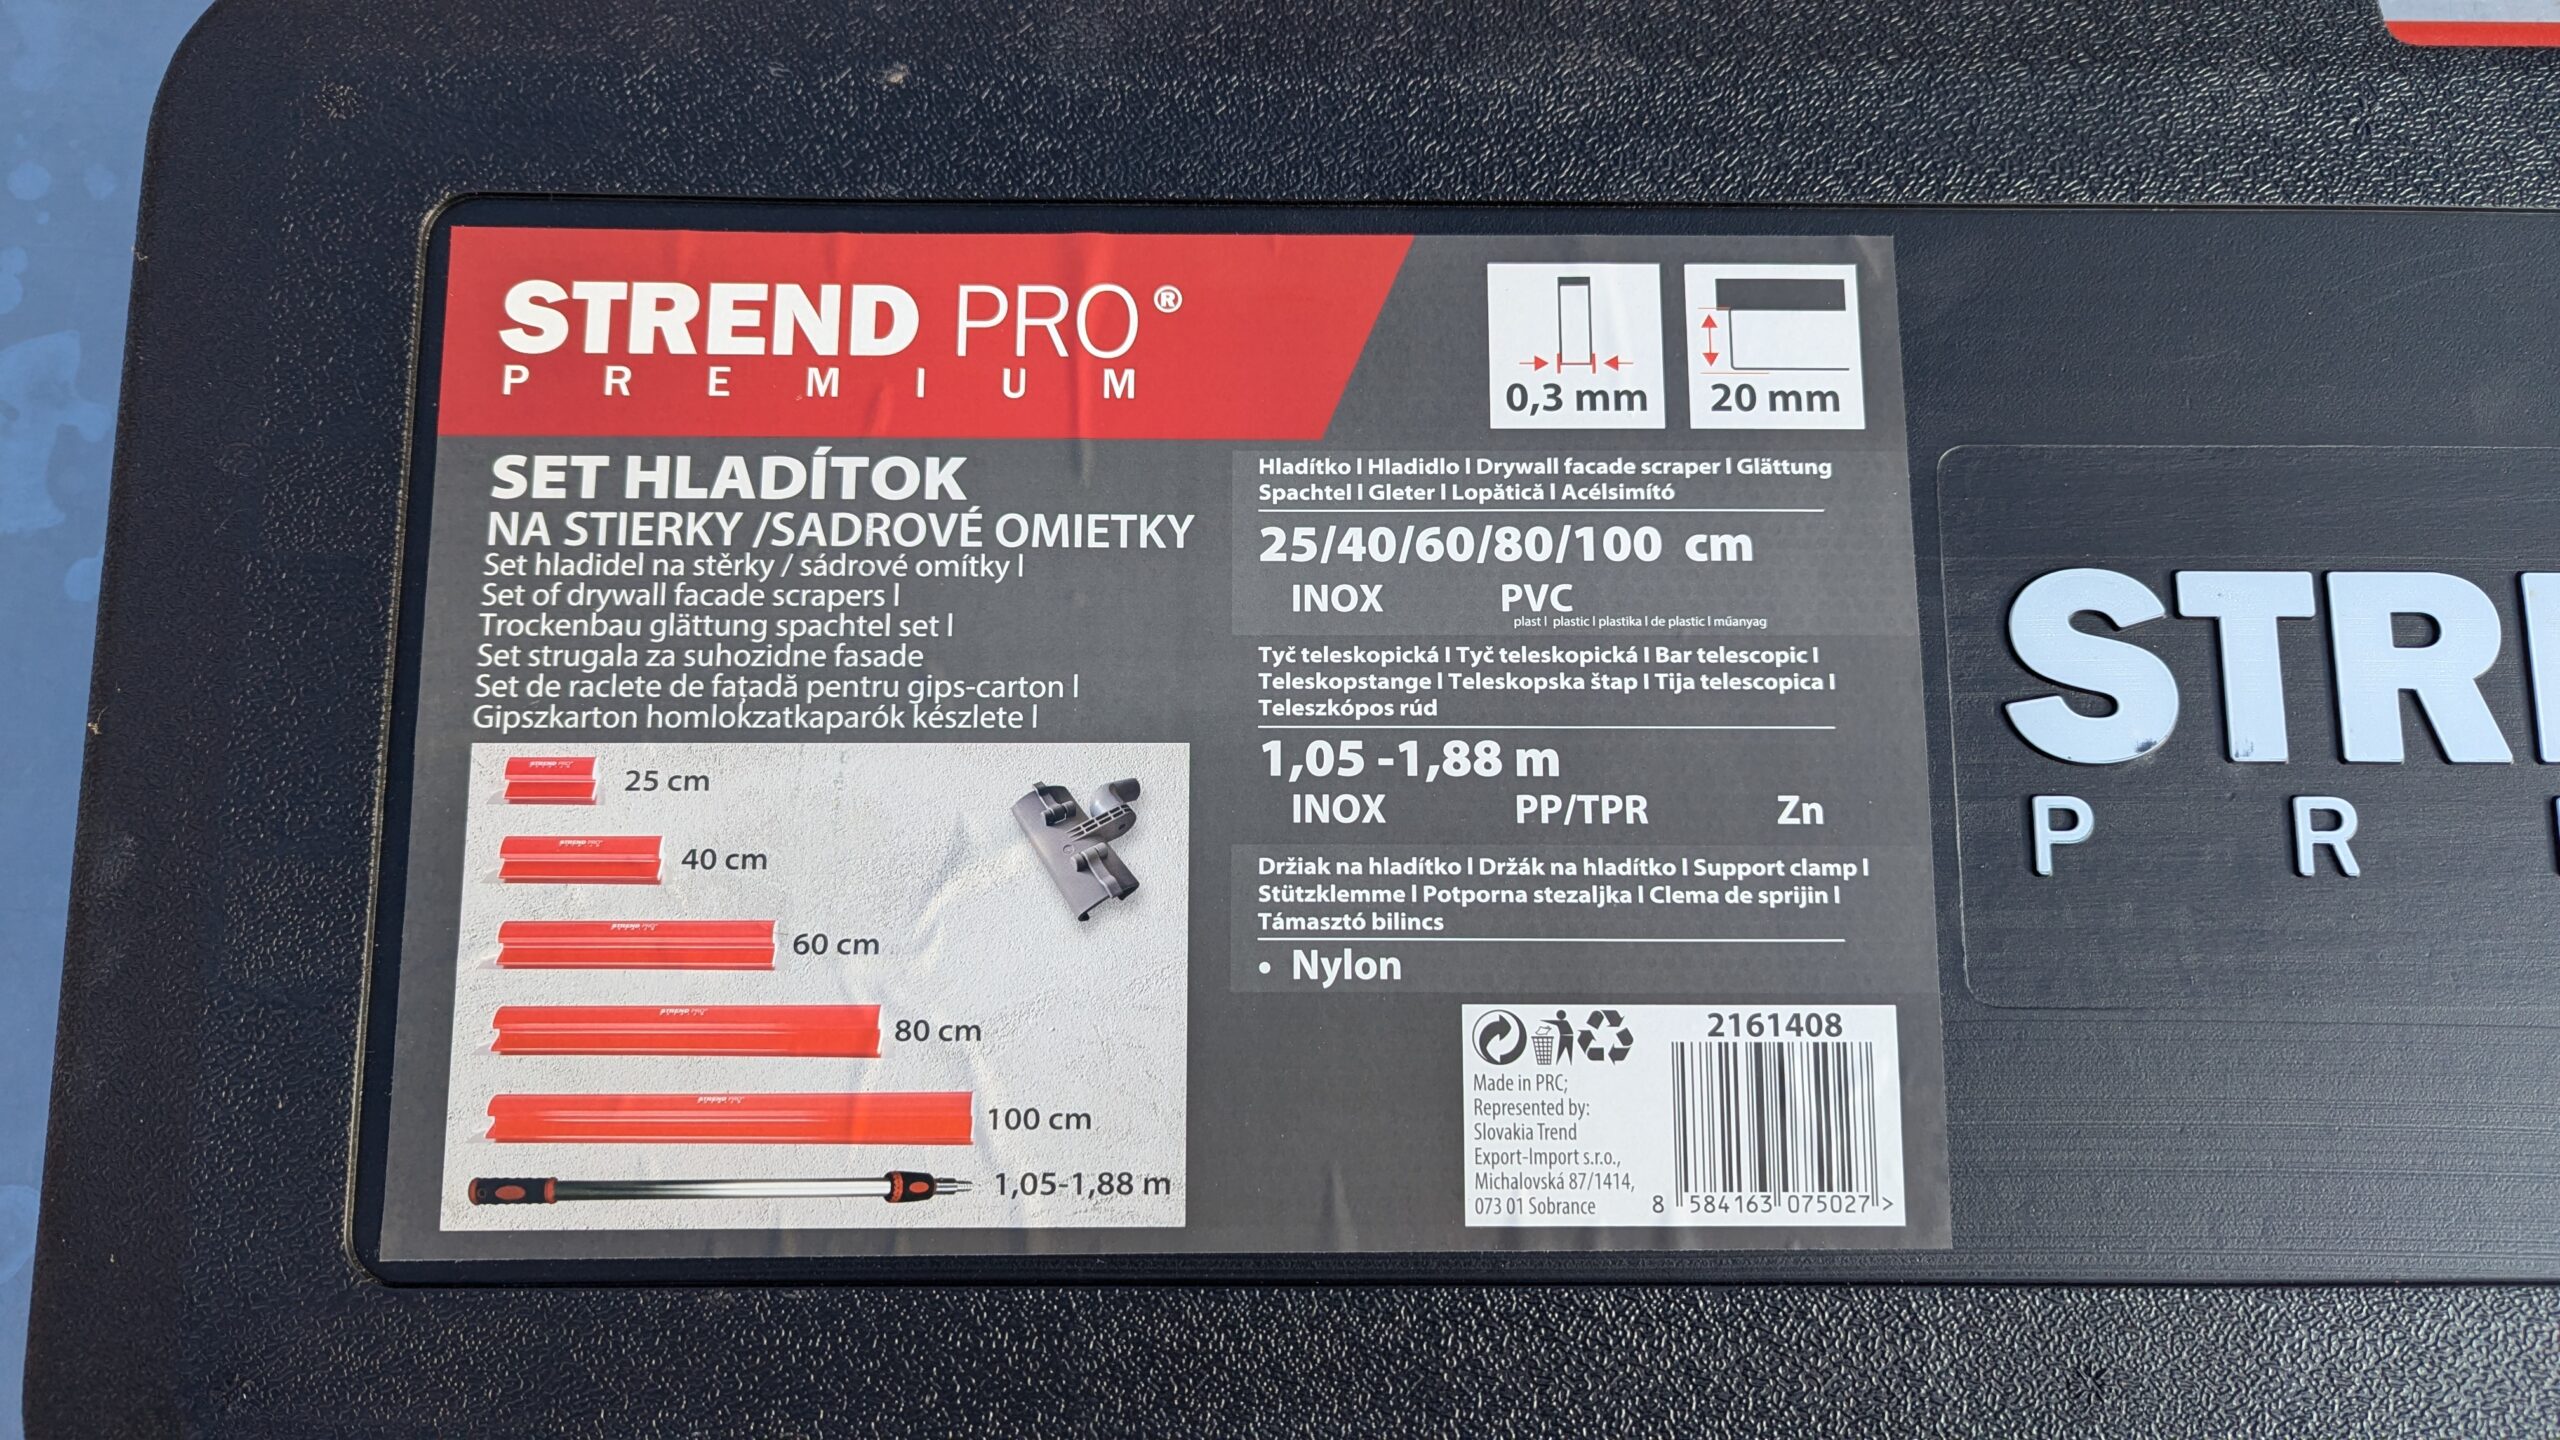 STREND PRO®
PREMIUM
0,3 mm
20 mm
SET HLADÍTOK
NA STIERKY /SADROVÉ OMIETKY
Set hladidel na stěrky / sádrové omítky l
Set of drywall facade scrapers l
Trockenbau glättung spachtel set l
Set strugala za suhozidne fasade
Set de raclete de fațadă pentru gips-carton l
Gipszkarton homlokzatkaparók készlete l
25 cm
40 cm
60 cm
80 cm
100 cm
1,05-1,88 m
Hladítko l Hladidlo l Drywall facade scraper l Glättung
Spachtel l Gleter l Lopătică l Acélsimító
25/40/60/80/100 cm
INOX PVC
plast l plastic l plastika l de plastic l műanyag
Tyč teleskopická l Tyč teleskopická l Bar telescopic l
Teleskopstange l Teleskopska štap l Tija telescopica l
Teleszkópos rúd
1,05 -1,88 m
INOX PP/TPR Zn
Držiak na hladítko l Držák na hladítko l Support clamp l
Stützklemme l Potporna stezaljka l Clema de sprijin l
Támasztó bilincs
• Nylon
Made in PRC;
Represented by:
Slovakia Trend
Export-Import s.r.o.,
Michalovská 87/1414,
073 01 Sobrance
2161408
8 584163 075027 >
STR
P R